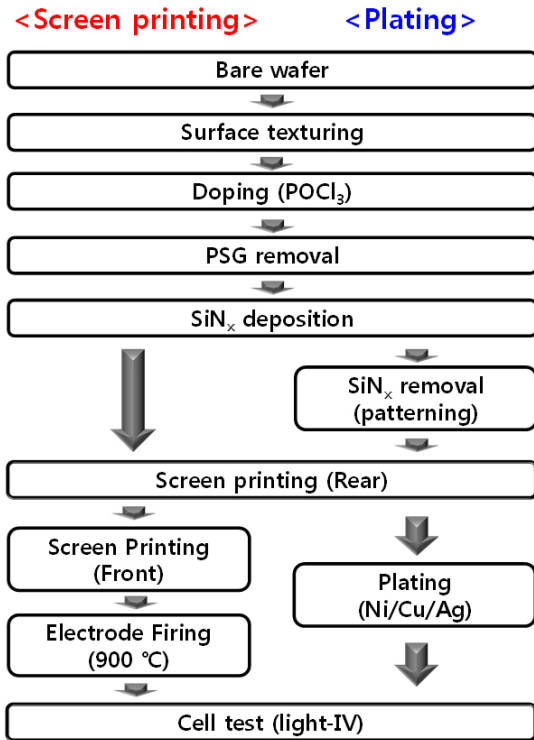 <Screen printing> <Plating>
Bare wafer
Surface texturing
Doping (POCl₃)
PSG removal
SiNₓ deposition
SiNₓ removal
(patterning)
Screen printing (Rear)
Screen Printing
(Front)
Plating
(Ni/Cu/Ag)
Electrode Firing
(900 ℃)
Cell test (light-IV)